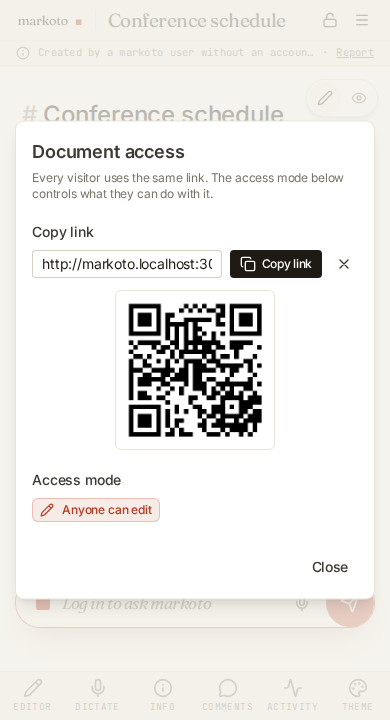 markoto
Conference schedule
Created by a markoto user without an accoun… · Report
# Conference schedule
Document access
Every visitor uses the same link. The access mode below
controls what they can do with it.
Copy link
http://markoto.localhost:30
Copy link
Access mode
Anyone can edit
Close
Log in to ask markoto
EDITOR
DICTATE
INFO
COMMENTS
ACTIVITY
THEME